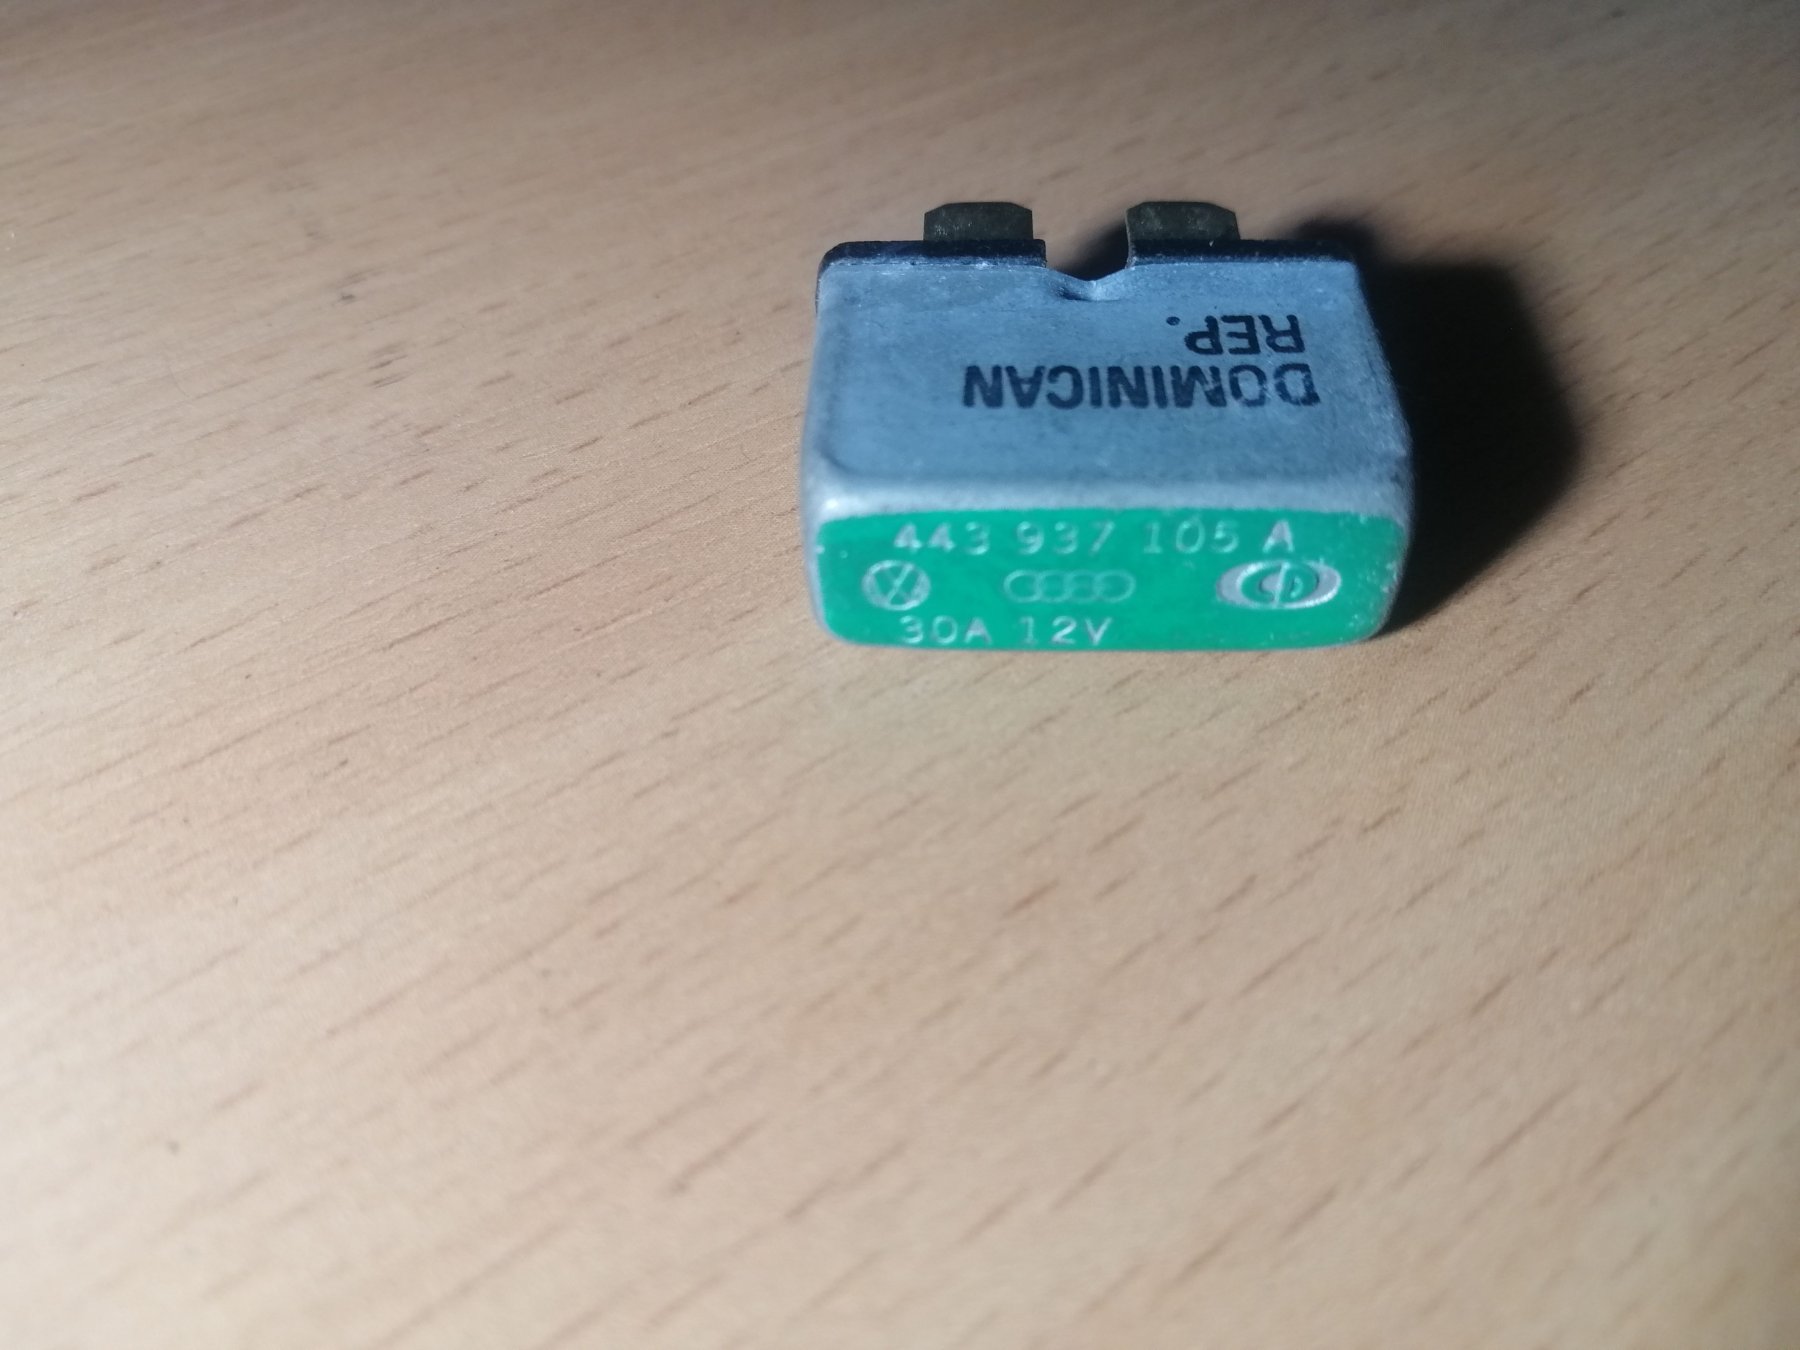 DOMINICAN
REP.
443 937 105 A
30A 12V